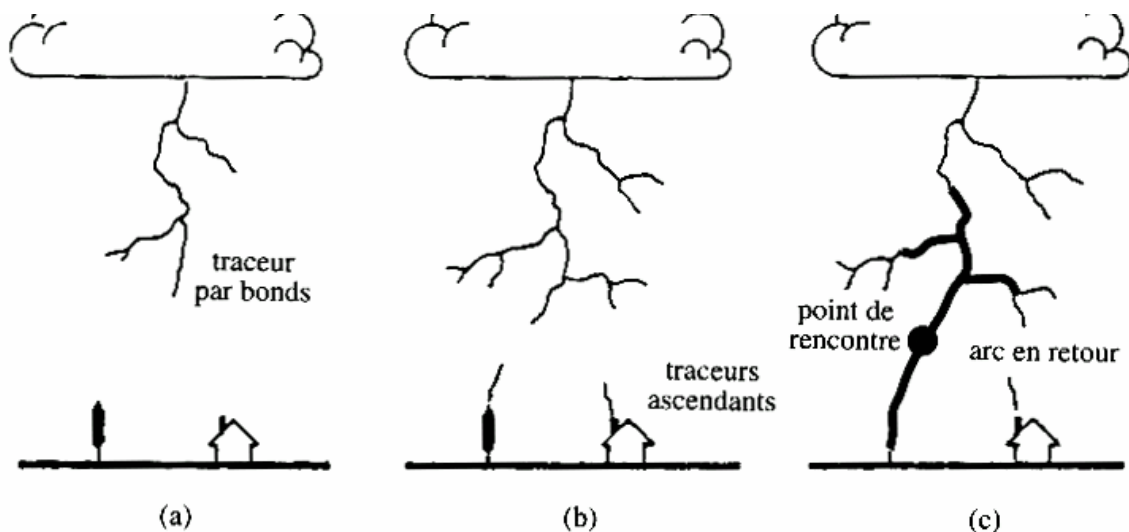 traceur
par bonds
traceurs
ascendants
point de
rencontre
arc en retour
(a)
(b)
(c)